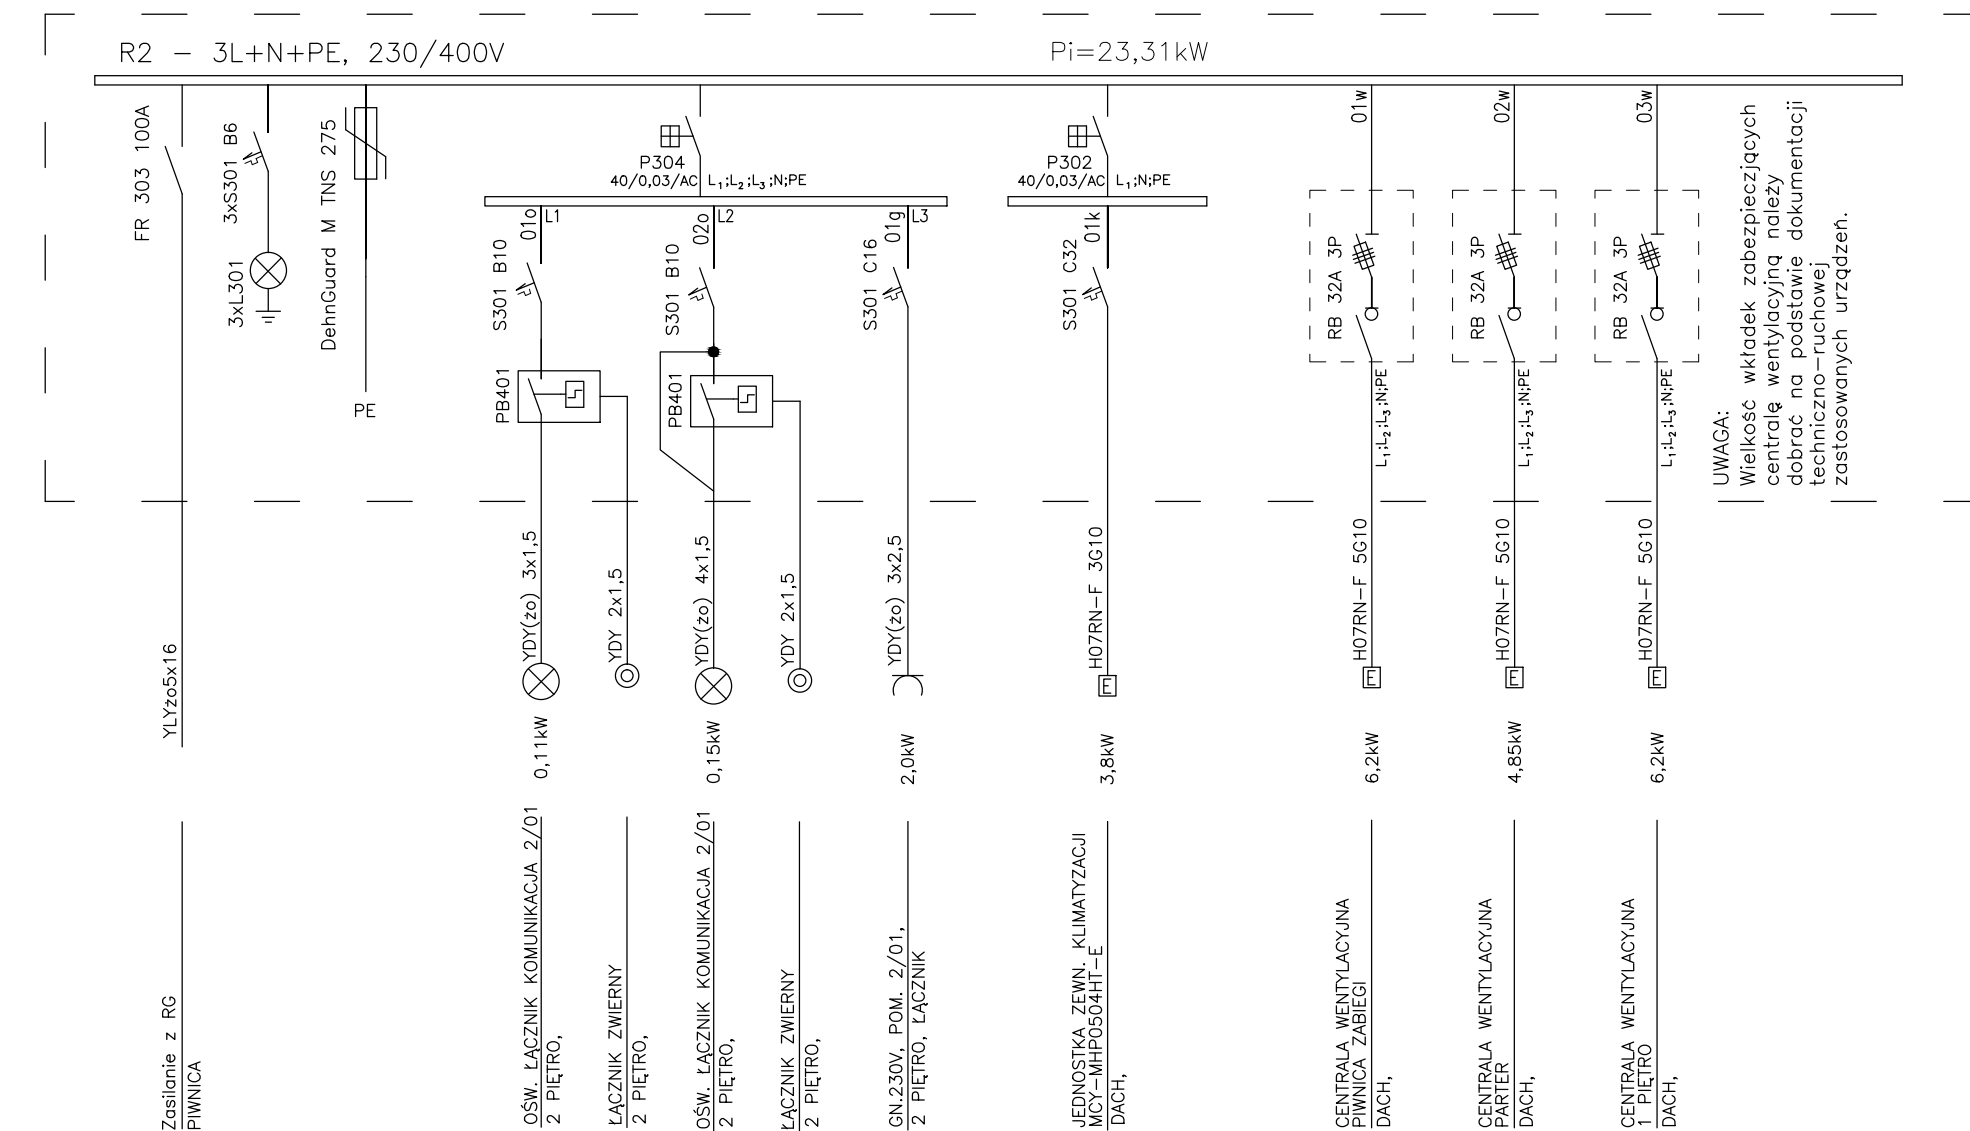 R2 – 3L+N+PE, 230/400V
Pi=23,31kW
FR 303 100A
3xS301 B6
3xL301
DehnGuard M TNS 275
PE
P304
40/0,03/AC
L₁;L₂;L₃;N;PE
P302
40/0,03/AC
L₁;N;PE
01o
L1
S301 B10
PB401
02o
L2
S301 B10
PB401
01g
L3
S301 C16
01k
S301 C32
01w
RB 32A 3P
L₁;L₂;L₃;N;PE
02w
RB 32A 3P
L₁;L₂;L₃;N;PE
03w
RB 32A 3P
L₁;L₂;L₃;N;PE
UWAGA:
Wielkość wkładek zabezpieczjących
centralę wentylacyjną należy
dobrać na podstawie dokumentacji
techniczno–ruchowej
zastosowanych urządzeń.
YLYżo5x16
YDY(żo) 3x1,5
YDY 2x1,5
YDY(żo) 4x1,5
YDY 2x1,5
YDY(żo) 3x2,5
H07RN–F 3G10
H07RN–F 5G10
H07RN–F 5G10
H07RN–F 5G10
E
E
E
E
0,11kW
0,15kW
2,0kW
3,8kW
6,2kW
4,85kW
6,2kW
Zasilanie z RG
PIWNICA
OŚW. ŁĄCZNIK KOMUNIKACJA 2/01
2 PIĘTRO,
ŁĄCZNIK ZWIERNY
2 PIĘTRO,
OŚW. ŁĄCZNIK KOMUNIKACJA 2/01
2 PIĘTRO,
ŁĄCZNIK ZWIERNY
2 PIĘTRO,
GN.230V, POM. 2/01,
2 PIĘTRO, ŁĄCZNIK
JEDNOSTKA ZEWN. KLIMATYZACJI
MCY–MHP0504HT–E
DACH,
CENTRALA WENTYLACYJNA
PIWNICA ZABIEGI
DACH,
CENTRALA WENTYLACYJNA
PARTER
DACH,
CENTRALA WENTYLACYJNA
1 PIĘTRO
DACH,